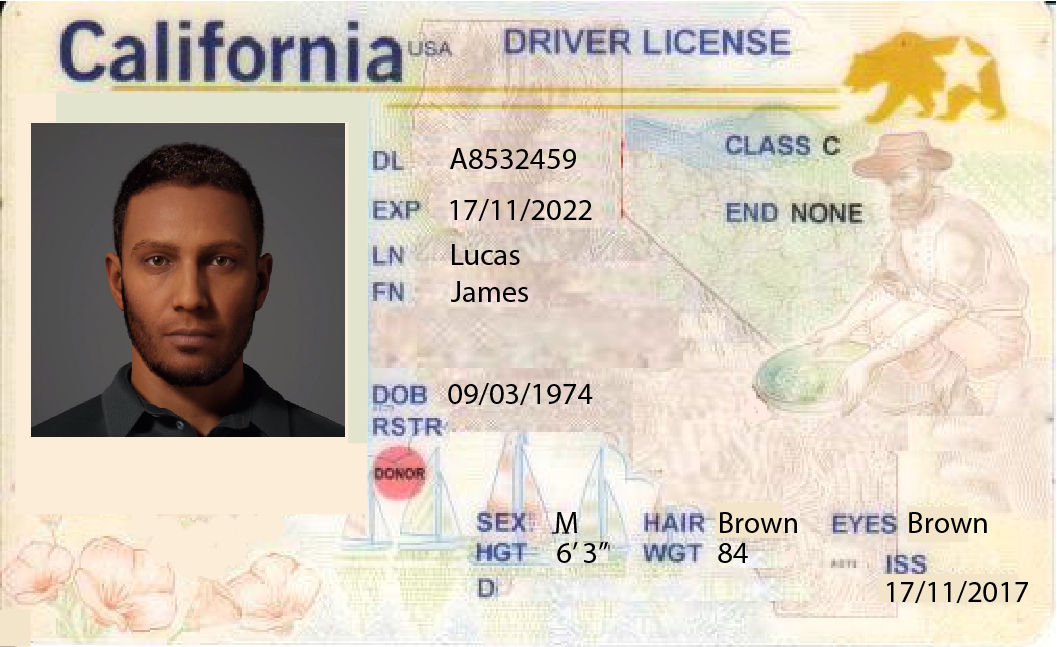 California USA DRIVER LICENSE
DL A8532459
CLASS C
EXP 17/11/2022
END NONE
LN Lucas
FN James
DOB 09/03/1974
RSTR
DONOR
SEX M HAIR Brown EYES Brown
HGT 6'3" WGT 84
ISS
D
17/11/2017